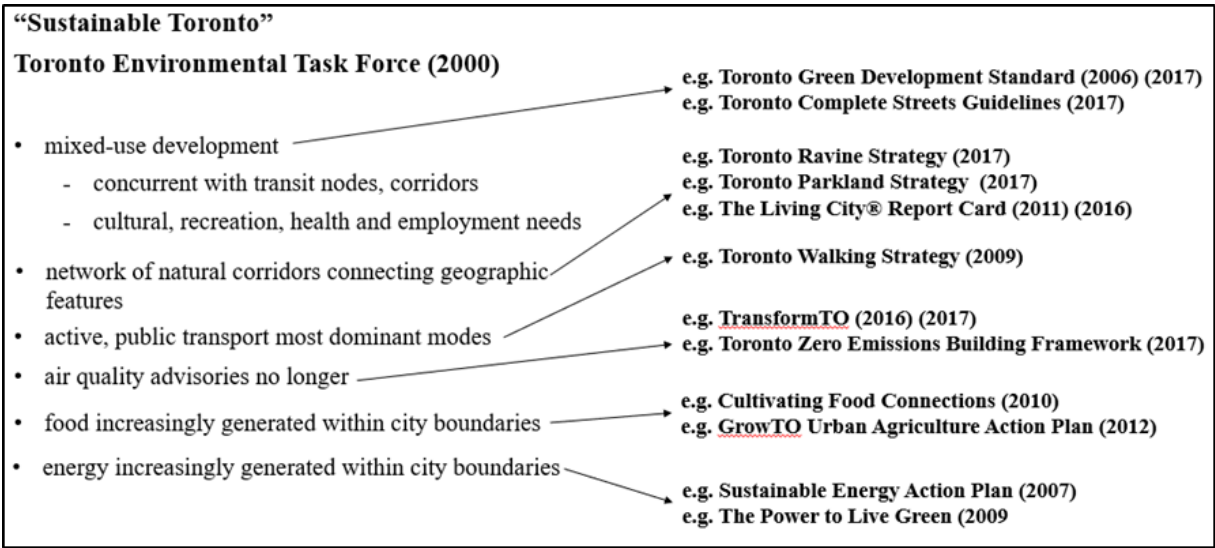 “Sustainable Toronto”
Toronto Environmental Task Force (2000)
• mixed-use development
- concurrent with transit nodes, corridors
- cultural, recreation, health and employment needs
• network of natural corridors connecting geographic
features
• active, public transport most dominant modes
• air quality advisories no longer
• food increasingly generated within city boundaries
• energy increasingly generated within city boundaries
e.g. Toronto Green Development Standard (2006) (2017)
e.g. Toronto Complete Streets Guidelines (2017)
e.g. Toronto Ravine Strategy (2017)
e.g. Toronto Parkland Strategy (2017)
e.g. The Living City® Report Card (2011) (2016)
e.g. Toronto Walking Strategy (2009)
e.g. TransformTO (2016) (2017)
e.g. Toronto Zero Emissions Building Framework (2017)
e.g. Cultivating Food Connections (2010)
e.g. GrowTO Urban Agriculture Action Plan (2012)
e.g. Sustainable Energy Action Plan (2007)
e.g. The Power to Live Green (2009